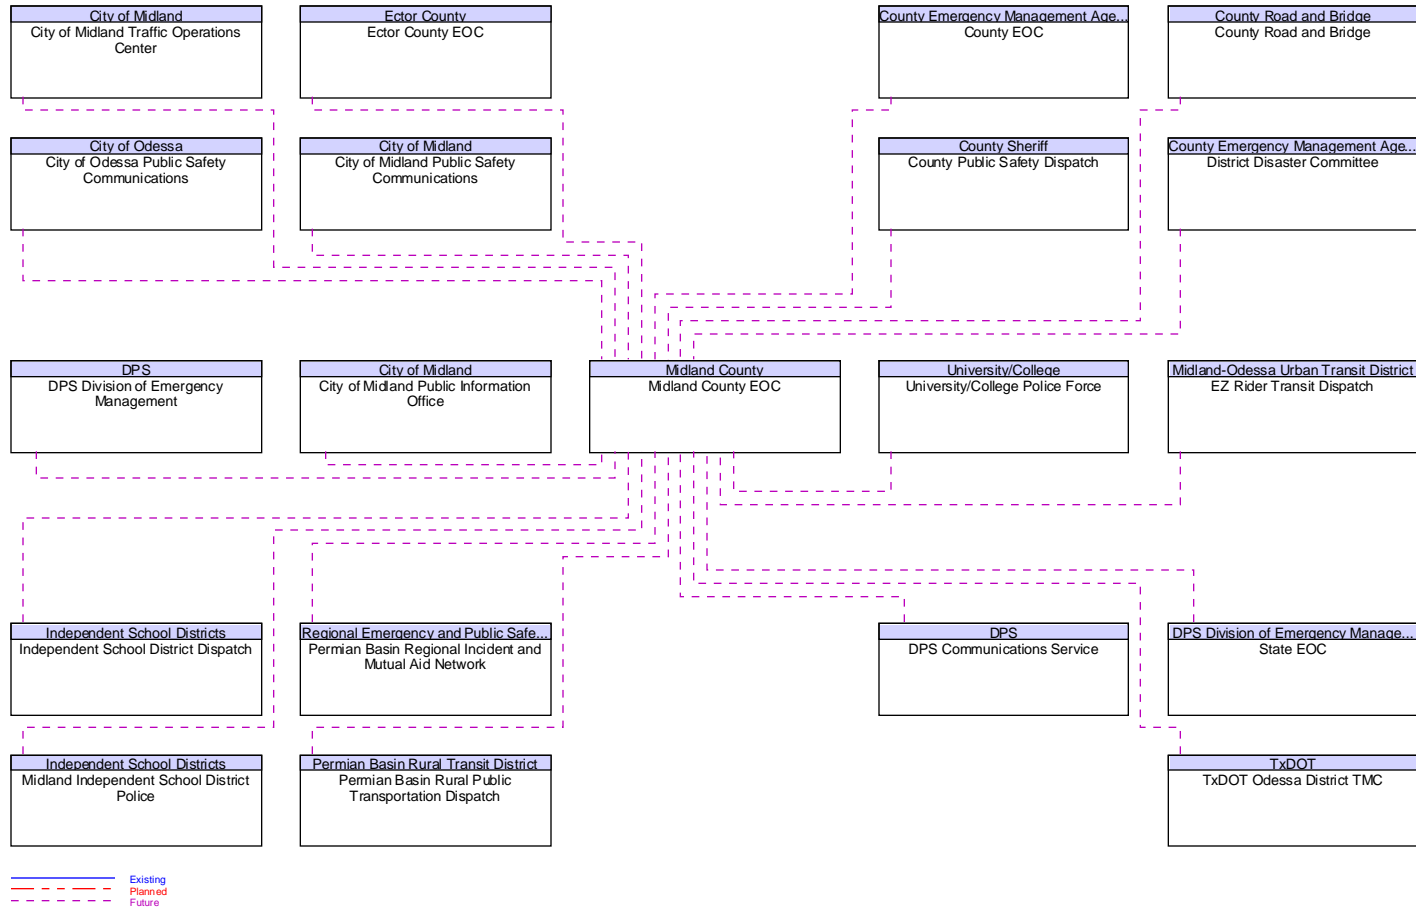 City of Midland
City of Midland Traffic Operations
Center
Ector County
Ector County EOC
County Emergency Management Age...
County EOC
County Road and Bridge
County Road and Bridge
City of Odessa
City of Odessa Public Safety
Communications
City of Midland
City of Midland Public Safety
Communications
County Sheriff
County Public Safety Dispatch
County Emergency Management Age...
District Disaster Committee
DPS
DPS Division of Emergency
Management
City of Midland
City of Midland Public Information
Office
Midland County
Midland County EOC
University/College
University/College Police Force
Midland-Odessa Urban Transit District
EZ Rider Transit Dispatch
Independent School Districts
Independent School District Dispatch
Regional Emergency and Public Safe...
Permian Basin Regional Incident and
Mutual Aid Network
DPS
DPS Communications Service
DPS Division of Emergency Manage...
State EOC
Independent School Districts
Midland Independent School District
Police
Permian Basin Rural Transit District
Permian Basin Rural Public
Transportation Dispatch
TxDOT
TxDOT Odessa District TMC
Existing
Planned
Future